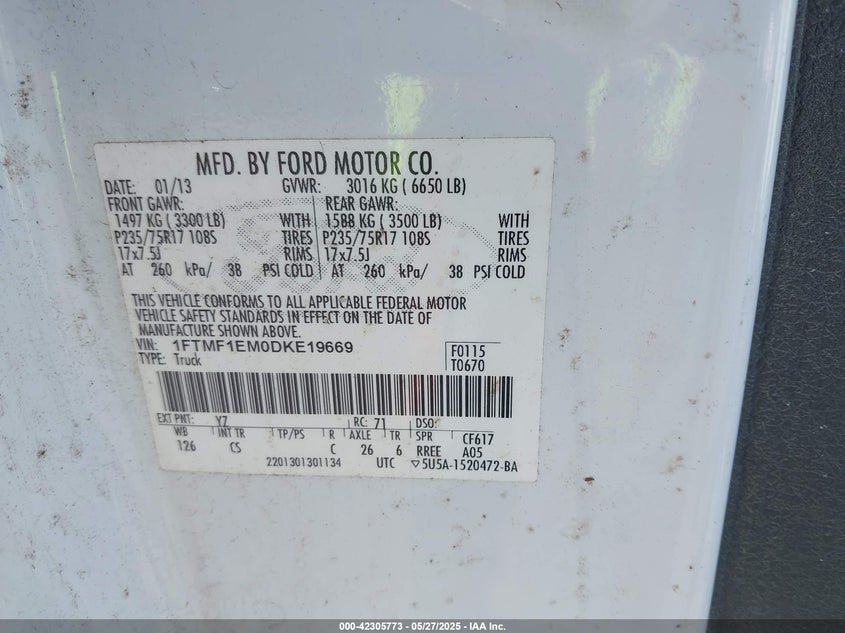 MFD. BY FORD MOTOR CO.
DATE: 01/13 GVWR: 3016 KG ( 6650 LB)
FRONT GAWR: REAR GAWR:
1497 KG ( 3300 LB) WITH 1588 KG ( 3500 LB) WITH
P235/75R17 108S TIRES P235/75R17 108S TIRES
17x7.5J RIMS 17x7.5J RIMS
AT 260 kPa/ 38 PSI COLD AT 260 kPa/ 38 PSI COLD
THIS VEHICLE CONFORMS TO ALL APPLICABLE FEDERAL MOTOR
VEHICLE SAFETY STANDARDS IN EFFECT ON THE DATE OF
MANUFACTURE SHOWN ABOVE.
VIN: 1FTMF1EM0DKE19669 F0115
TYPE: Truck T0670
EXT PNT: YZ RC: 71 DSO:
WB INT TR TP/PS R AXLE TR SPR CF617
126 CS C 26 6 RREE A05
2201301301134 UTC ▽5U5A-1520472-BA
000-42305773 - 05/27/2025 - IAA Inc.